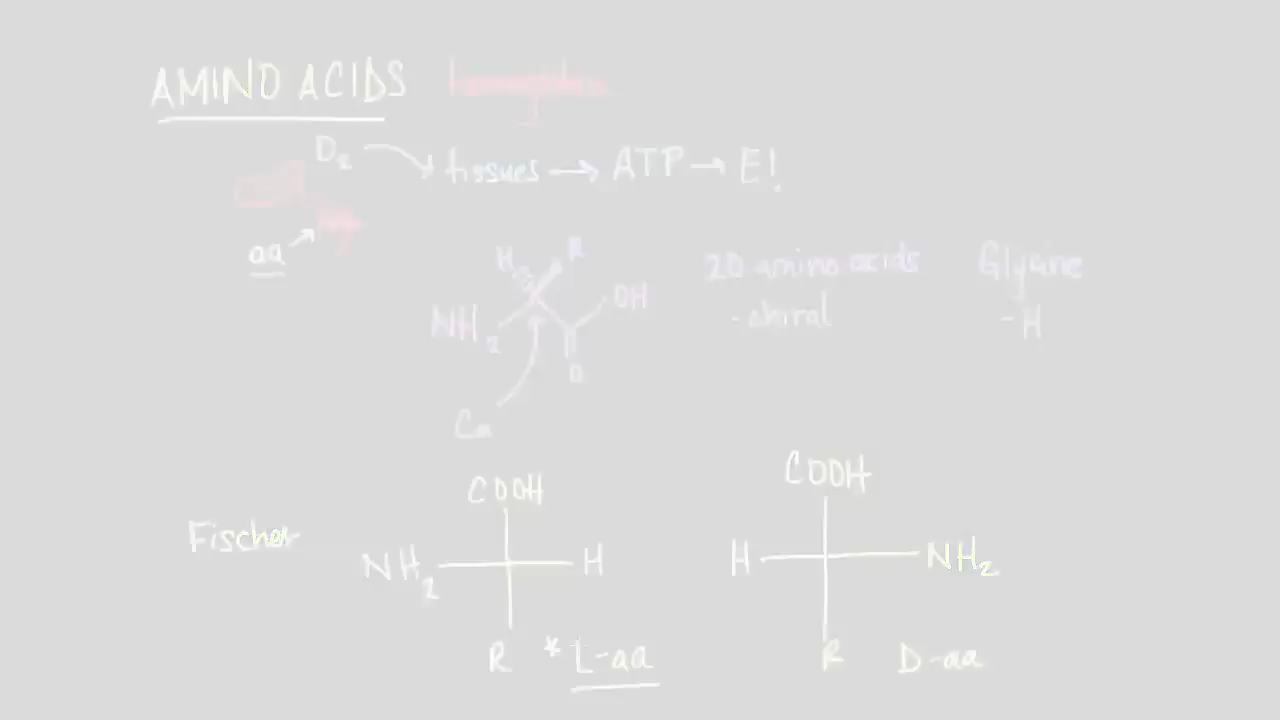 AMINO ACIDS
O₂ tissues → ATP → E!
aa
H R
20 amino acids Glycine
NH₂ OH
-chiral -H
O
Cα
COOH COOH
Fischer
NH₂ H H NH₂
R * L-aa R D-aa